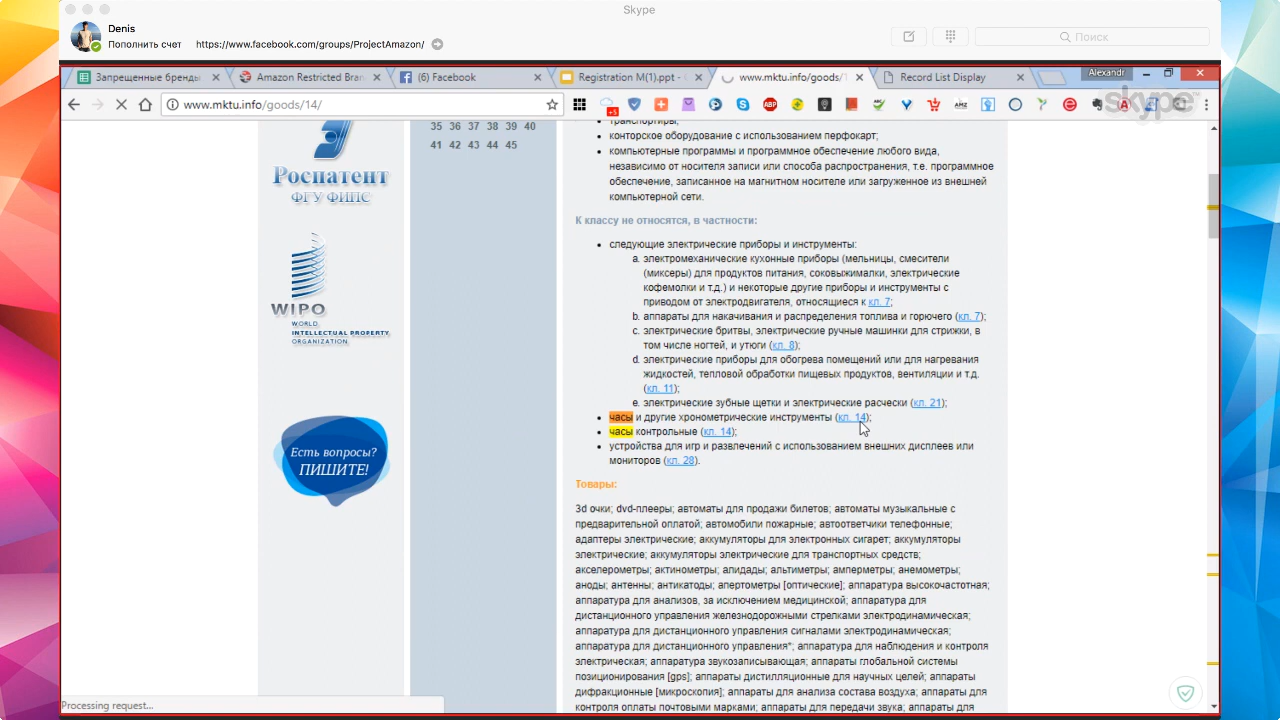 Skype
Denis
Пополнить счет https://www.facebook.com/groups/ProjectAmazon/
Поиск
Запрещенные бренды
Amazon Restricted Bran
(6) Facebook
Registration M(1).ppt -
www.mktu.info/goods/1
Record List Display
Alexandr
www.mktu.info/goods/14/
skype™
+5
ABP
AMZ
транспортиры;
35 36 37 38 39 40
41 42 43 44 45
Роспатент
ФГУ ФИПС
WIPO
WORLD
INTELLECTUAL PROPERTY
ORGANIZATION
Есть вопросы?
ПИШИТЕ!
конторское оборудование с использованием перфокарт;
компьютерные программы и программное обеспечение любого вида,
независимо от носителя записи или способа распространения, т.е. программное
обеспечение, записанное на магнитном носителе или загруженное из внешней
компьютерной сети.
К классу не относятся, в частности:
следующие электрические приборы и инструменты:
a. электромеханические кухонные приборы (мельницы, смесители
(миксеры) для продуктов питания, соковыжималки, электрические
кофемолки и т.д.) и некоторые другие приборы и инструменты с
приводом от электродвигателя, относящиеся к кл. 7;
b. аппараты для накачивания и распределения топлива и горючего (кл. 7);
c. электрические бритвы, электрические ручные машинки для стрижки, в
том числе ногтей, и утюги (кл. 8);
d. электрические приборы для обогрева помещений или для нагревания
жидкостей, тепловой обработки пищевых продуктов, вентиляции и т.д.
(кл. 11);
e. электрические зубные щетки и электрические расчески (кл. 21);
часы и другие хронометрические инструменты (кл. 14);
часы контрольные (кл. 14);
устройства для игр и развлечений с использованием внешних дисплеев или
мониторов (кл. 28).
Товары:
3d очки; dvd-плееры; автоматы для продажи билетов; автоматы музыкальные с
предварительной оплатой; автомобили пожарные; автоответчики телефонные;
адаптеры электрические; аккумуляторы для электронных сигарет; аккумуляторы
электрические; аккумуляторы электрические для транспортных средств;
акселерометры; актинометры; алидады; альтиметры; амперметры; анемометры;
аноды; антенны; антикатоды; апертометры [оптические]; аппаратура высокочастотная;
аппаратура для анализов, за исключением медицинской; аппаратура для
дистанционного управления железнодорожными стрелками электродинамическая;
аппаратура для дистанционного управления сигналами электродинамическая;
аппаратура для дистанционного управления*; аппаратура для наблюдения и контроля
электрическая; аппаратура звукозаписывающая; аппараты глобальной системы
позиционирования [gps]; аппараты дистилляционные для научных целей; аппараты
дифракционные [микроскопия]; аппараты для анализа состава воздуха; аппараты для
контроля оплаты почтовыми марками; аппараты для передачи звука; аппараты для
Processing request...